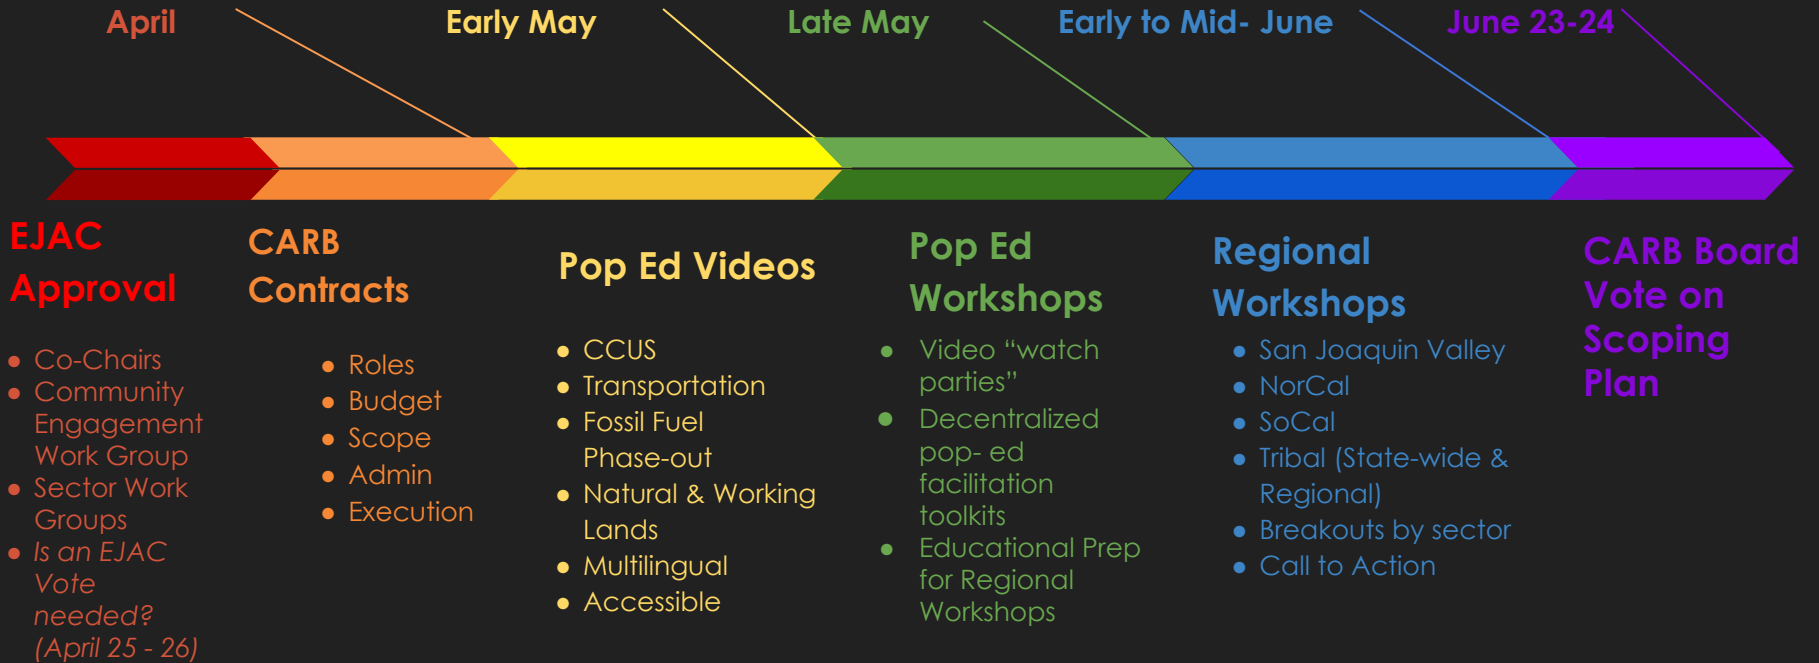 April
Early May
Late May
Early to Mid- June
June 23-24
EJAC
Approval
● Co-Chairs
● Community
Engagement
Work Group
● Sector Work
Groups
● Is an EJAC
Vote
needed?
(April 25 - 26)
CARB
Contracts
● Roles
● Budget
● Scope
● Admin
● Execution
Pop Ed Videos
● CCUS
● Transportation
● Fossil Fuel
Phase-out
● Natural & Working
Lands
● Multilingual
● Accessible
Pop Ed
Workshops
● Video “watch
parties”
● Decentralized
pop- ed
facilitation
toolkits
● Educational Prep
for Regional
Workshops
Regional
Workshops
● San Joaquin Valley
● NorCal
● SoCal
● Tribal (State-wide &
Regional)
● Breakouts by sector
● Call to Action
CARB Board
Vote on
Scoping
Plan